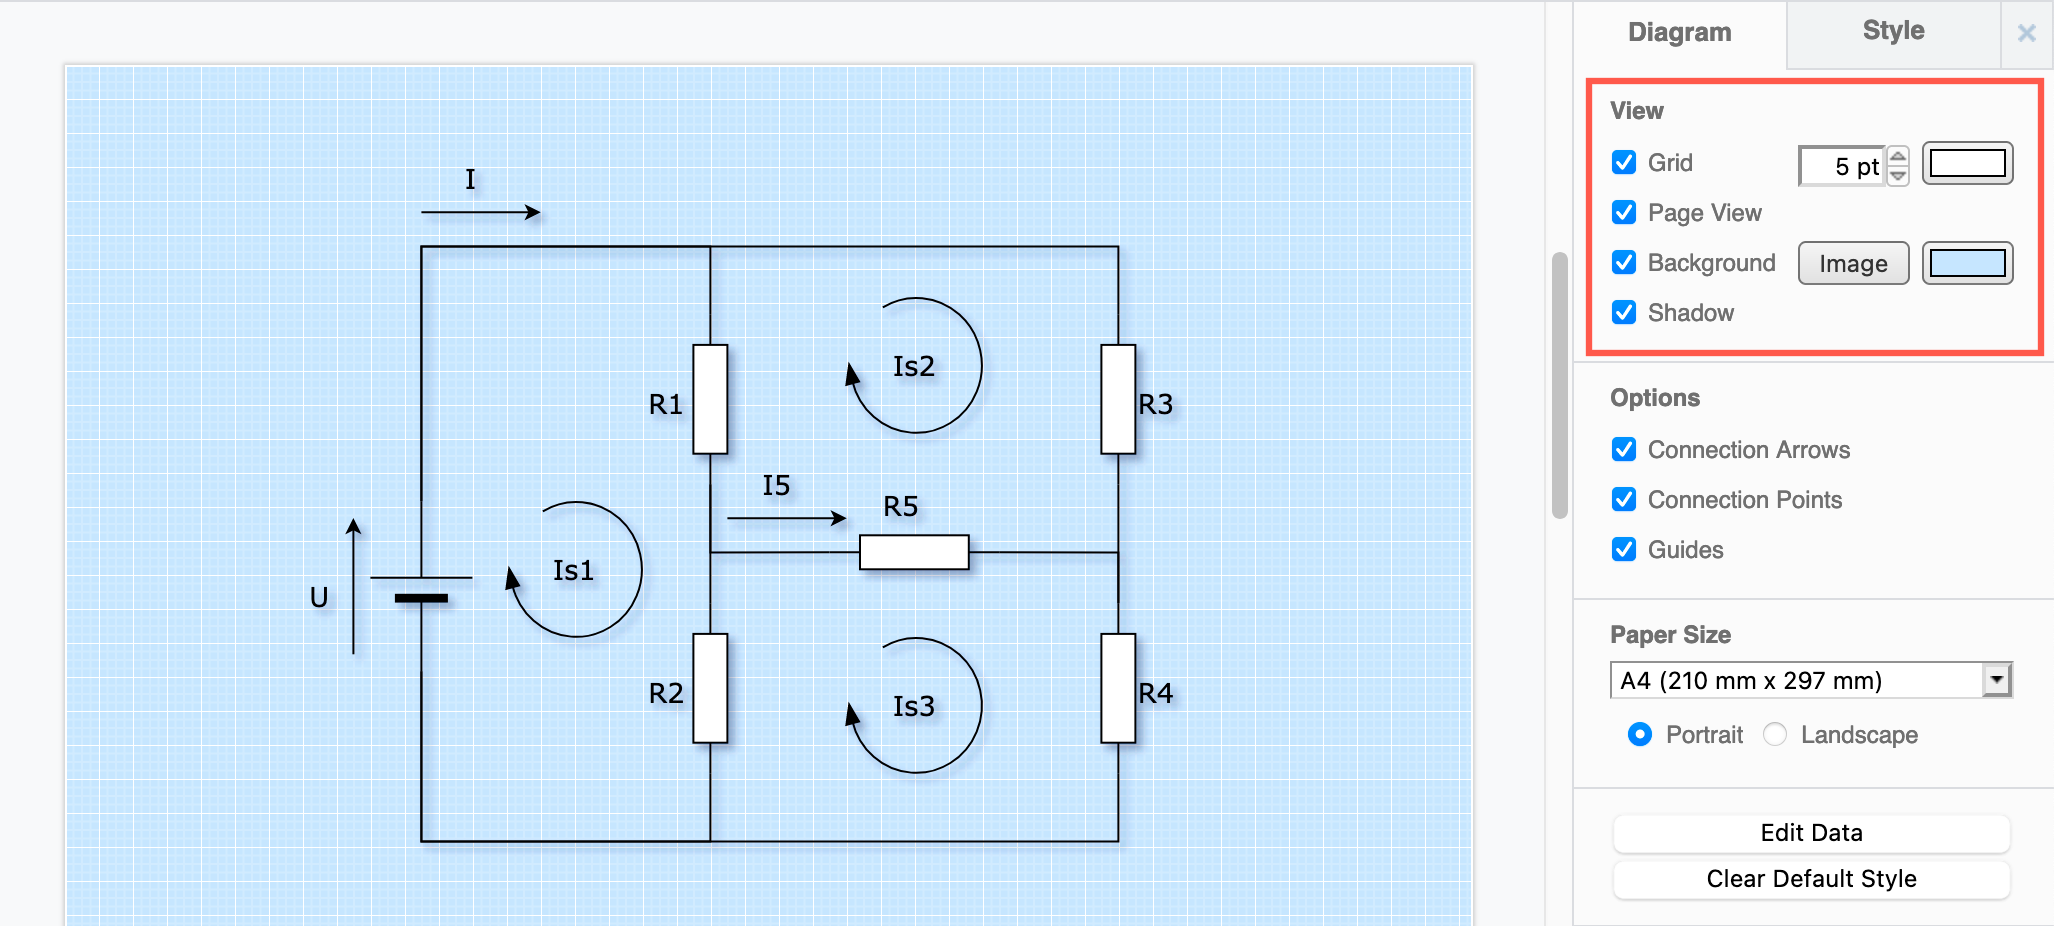 Diagram
Style
View
Grid
5 pt
Page View
Background
Image
Shadow
Options
Connection Arrows
Connection Points
Guides
Paper Size
A4 (210 mm x 297 mm)
Portrait
Landscape
Edit Data
Clear Default Style
I
Is2
R1
R3
I5
R5
Is1
U
R2
Is3
R4